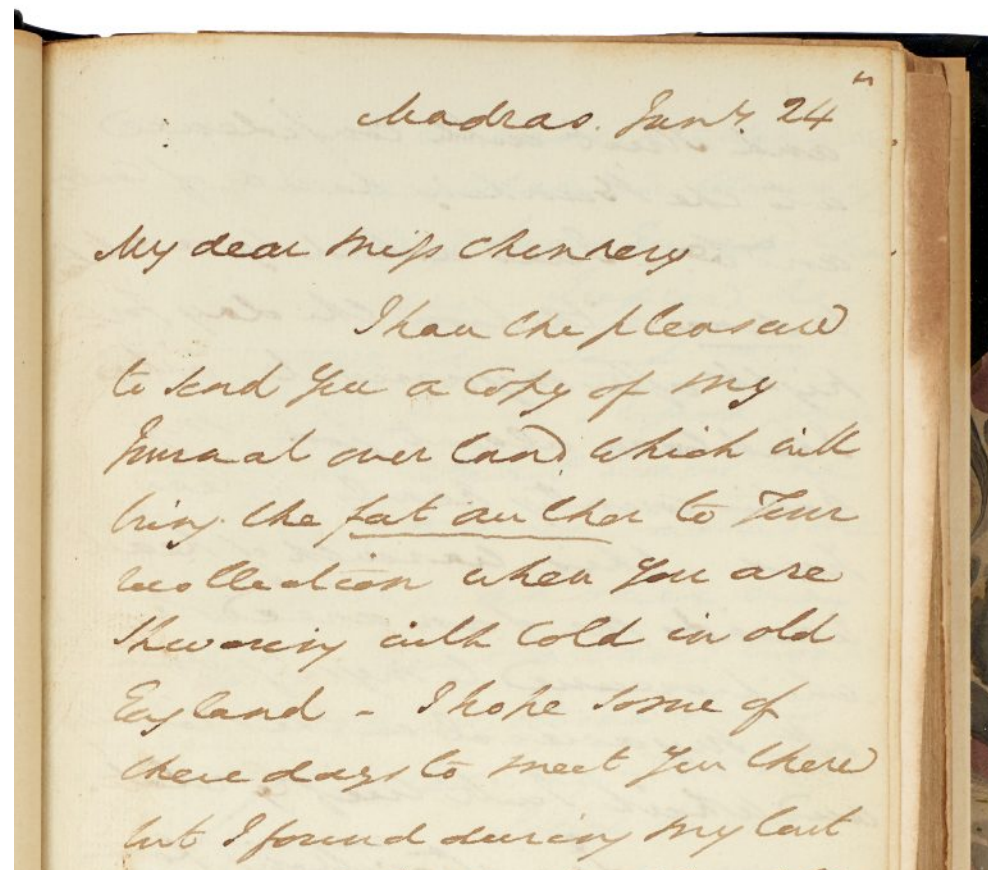 Madras. Jany. 24th
My dear Miss Chinnery
I have the pleasure
to send You a Copy of my
Journal over land which will
bring the fat author to Your
recollection when You are
Shivering with Cold in old
England – I hope some of
these days to meet You there
but I found during my last